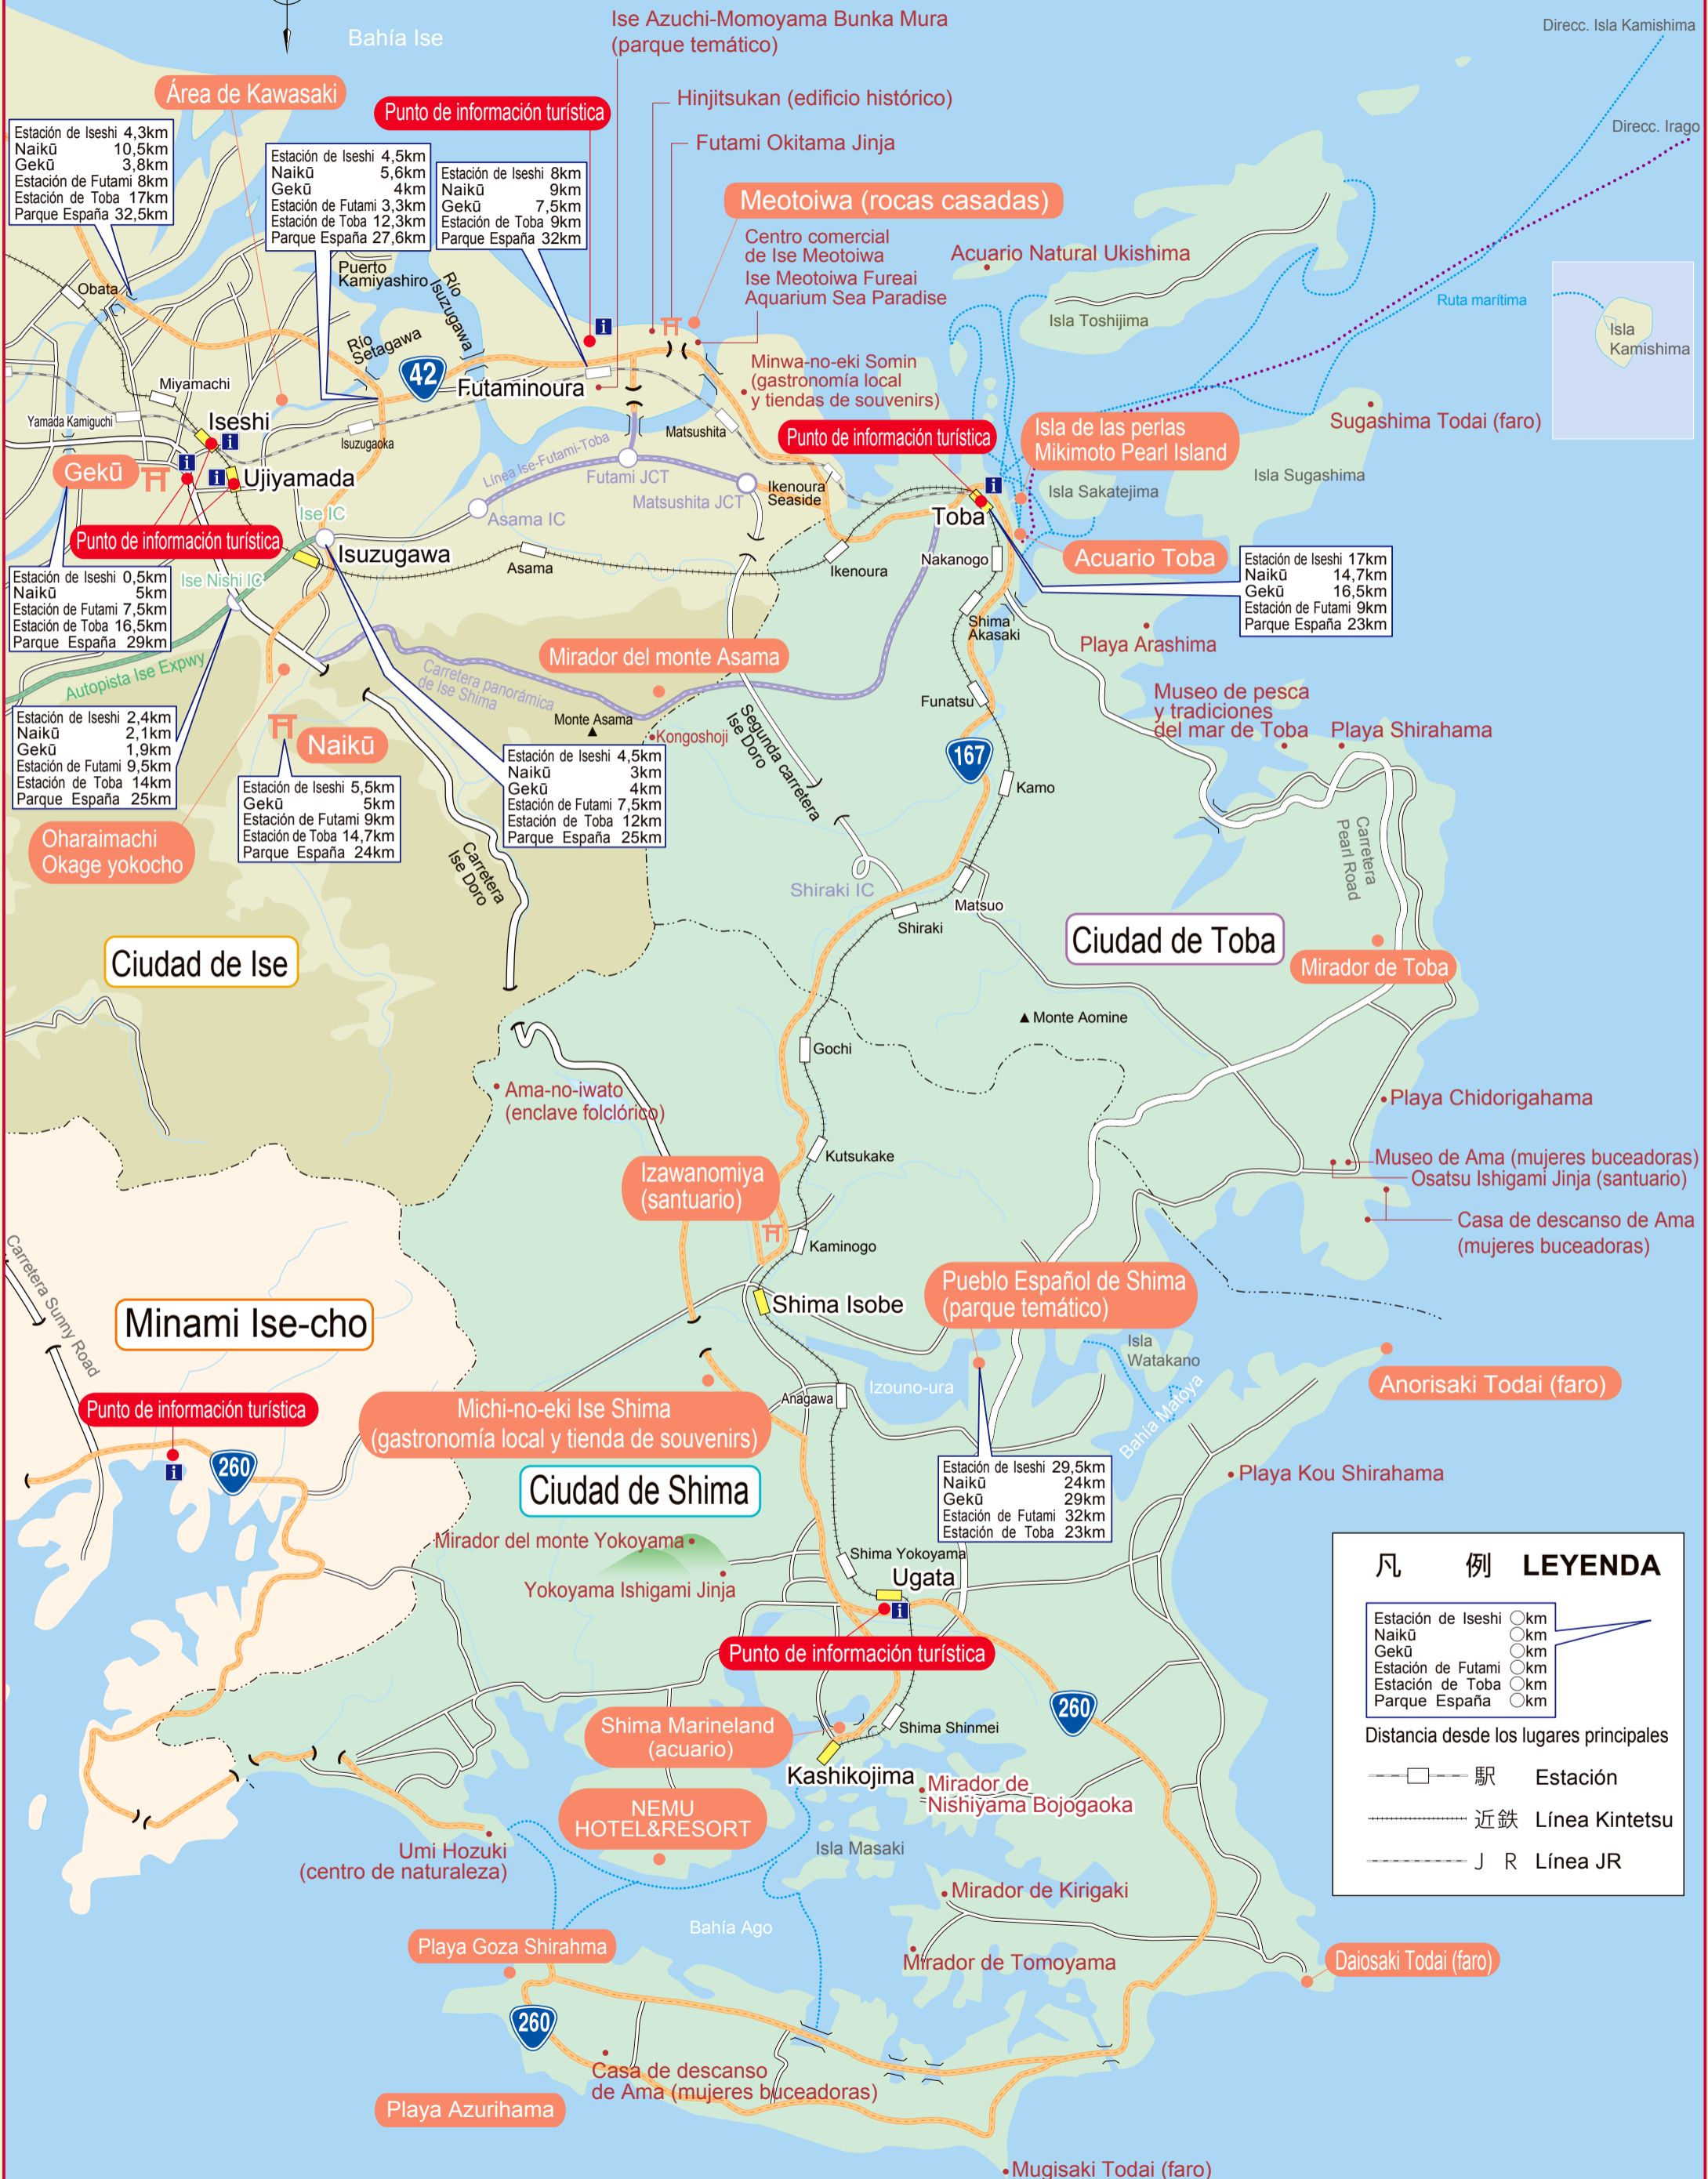 Ise Azuchi-Momoyama Bunka Mura
(parque temático)
Direcc. Isla Kamishima
Bahía Ise
Área de Kawasaki
Punto de información turística
Hinjitsukan (edificio histórico)
Futami Okitama Jinja
Direcc. Irago
Estación de Iseshi 4,3km
Naikū 10,5km
Gekū 3,8km
Estación de Futami 8km
Estación de Toba 17km
Parque España 32,5km
Estación de Iseshi 4,5km
Naikū 5,6km
Gekū 4km
Estación de Futami 3,3km
Estación de Toba 12,3km
Parque España 27,6km
Estación de Iseshi 8km
Naikū 9km
Gekū 7,5km
Estación de Toba 9km
Parque España 32km
Meotoiwa (rocas casadas)
Centro comercial
de Ise Meotoiwa
Ise Meotoiwa Fureai
Aquarium Sea Paradise
Acuario Natural Ukishima
Isla Toshijima
Ruta marítima
Isla
Kamishima
Obata
Puerto
Kamiyashiro
Río
Isuzugawa
Río
Setagawa
42
Futaminoura
Minwa-no-eki Somin
(gastronomía local
y tiendas de souvenirs)
Miyamachi
Yamada Kamiguchi
Iseshi
i
Isuzugaoka
Matsushita
Punto de información turística
Isla de las perlas
Mikimoto Pearl Island
Sugashima Todai (faro)
Isla Sugashima
Gekū
i
i
Ujiyamada
Línea Ise-Futami-Toba
Futami JCT
Matsushita JCT
Ikenoura
Seaside
i
Toba
Isla Sakatejima
Ise IC
Asama IC
Punto de información turística
Isuzugawa
Asama
Ikenoura
Nakanogo
Acuario Toba
Estación de Iseshi 17km
Naikū 14,7km
Gekū 16,5km
Estación de Futami 9km
Parque España 23km
Estación de Iseshi 0,5km
Naikū 5km
Estación de Futami 7,5km
Estación de Toba 16,5km
Parque España 29km
Ise Nishi IC
Autopista Ise Expwy
Carretera panorámica
de Ise Shima
Mirador del monte Asama
Shima
Akasaki
Playa Arashima
Funatsu
Museo de pesca
y tradiciones
del mar de Toba
Playa Shirahama
Monte Asama
Kongoshoji
Segunda carretera
Ise Doro
Estación de Iseshi 2,4km
Naikū 2,1km
Gekū 1,9km
Estación de Futami 9,5km
Estación de Toba 14km
Parque España 25km
Naikū
Estación de Iseshi 5,5km
Gekū 5km
Estación de Futami 9km
Estación de Toba 14,7km
Parque España 24km
Estación de Iseshi 4,5km
Naikū 3km
Gekū 4km
Estación de Futami 7,5km
Estación de Toba 12km
Parque España 25km
167
Kamo
Oharaimachi
Okage yokocho
Carretera
Ise Doro
Carretera
Pearl Road
Shiraki IC
Matsuo
Shiraki
Ciudad de Ise
Ciudad de Toba
Mirador de Toba
Monte Aomine
Gochi
Ama-no-iwato
(enclave folclórico)
Playa Chidorigahama
Kutsukake
Izawanomiya
(santuario)
Museo de Ama (mujeres buceadoras)
Osatsu Ishigami Jinja (santuario)
Casa de descanso de Ama
(mujeres buceadoras)
Kaminogo
Carretera Sunny Road
Minami Ise-cho
Shima Isobe
Pueblo Español de Shima
(parque temático)
Isla
Watakano
Bahía Matoya
Izouno-ura
Anagawa
Anorisaki Todai (faro)
Punto de información turística
i
260
Michi-no-eki Ise Shima
(gastronomía local y tienda de souvenirs)
Ciudad de Shima
Estación de Iseshi 29,5km
Naikū 24km
Gekū 29km
Estación de Futami 32km
Estación de Toba 23km
Playa Kou Shirahama
Mirador del monte Yokoyama
Yokoyama Ishigami Jinja
Shima Yokoyama
Ugata
i
Punto de información turística
凡 例 LEYENDA
Estación de Iseshi ○km
Naikū ○km
Gekū ○km
Estación de Futami ○km
Estación de Toba ○km
Parque España ○km
Distancia desde los lugares principales
駅 Estación
近鉄 Línea Kintetsu
J R Línea JR
260
Shima Marineland
(acuario)
Shima Shinmei
Kashikojima
Mirador de
Nishiyama Bojogaoka
NEMU
HOTEL&RESORT
Umi Hozuki
(centro de naturaleza)
Isla Masaki
Mirador de Kirigaki
Bahía Ago
Playa Goza Shirahma
Mirador de Tomoyama
Daiosaki Todai (faro)
260
Casa de descanso
de Ama (mujeres buceadoras)
Playa Azurihama
Mugisaki Todai (faro)